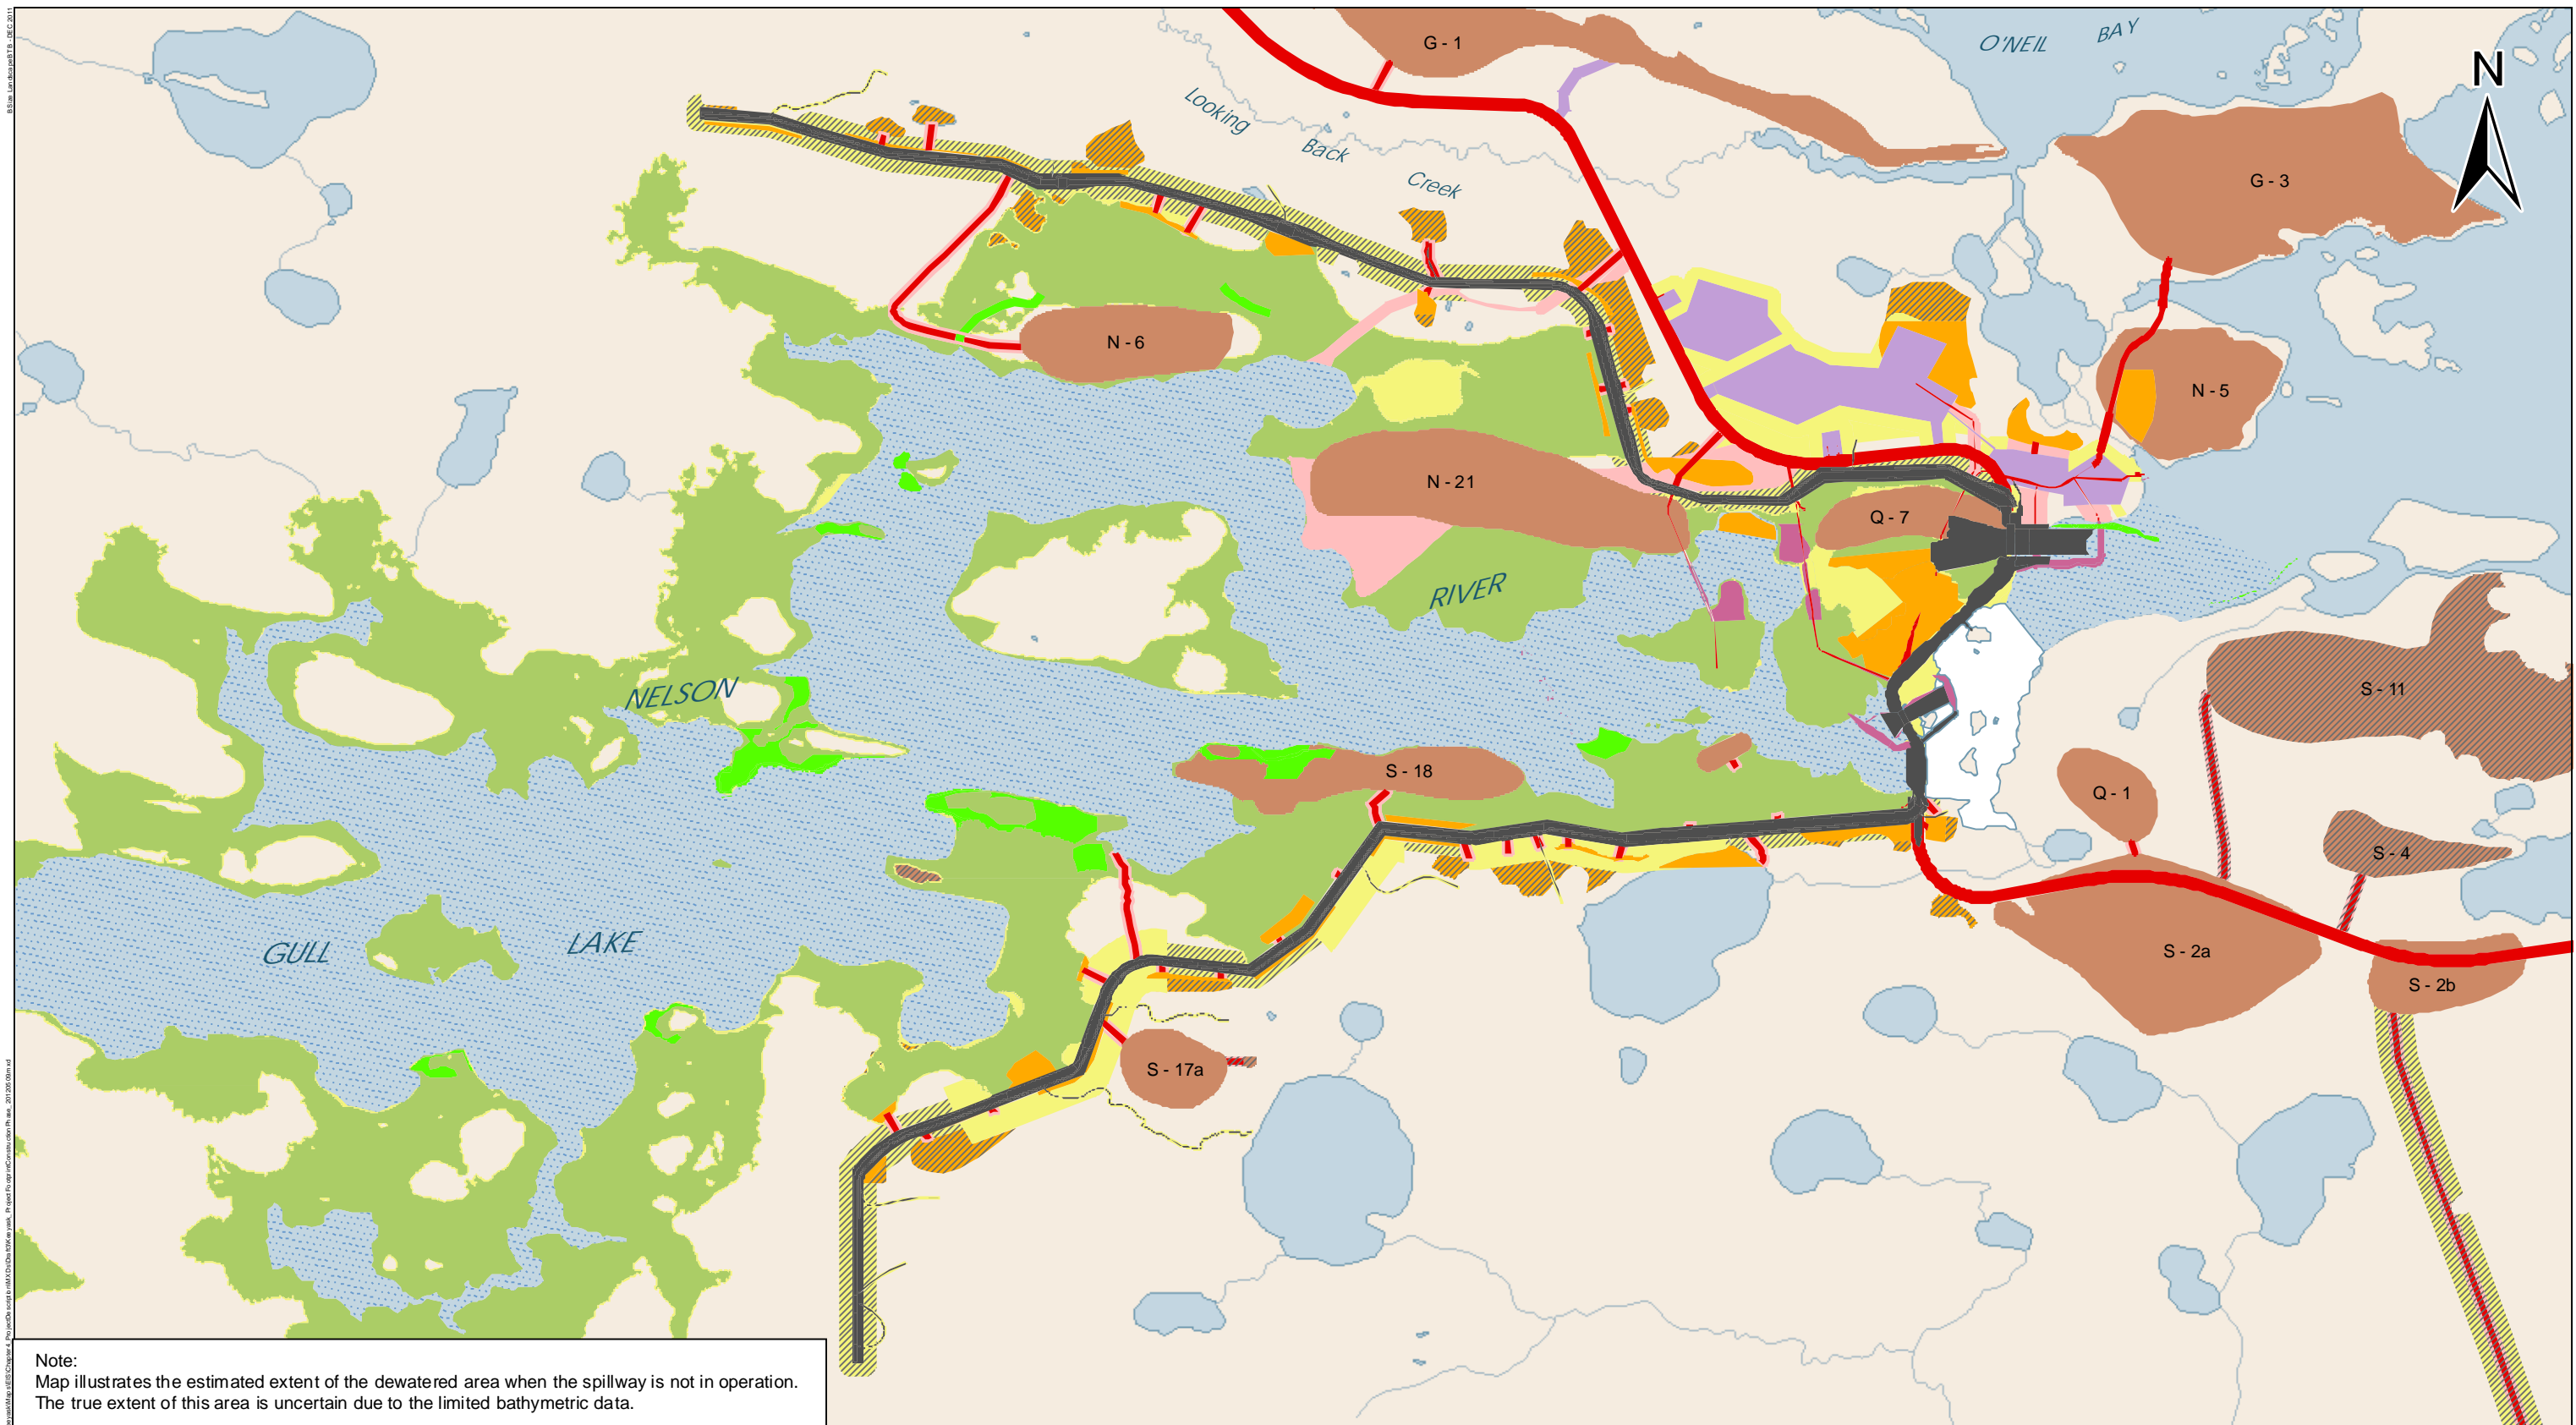 G - 1
O'NEIL BAY
N
Looking Back Creek
G - 3
N - 6
N - 5
N - 21
Q - 7
RIVER
NELSON
S - 11
S - 18
Q - 1
S - 4
GULL LAKE
S - 2a
S - 2b
S - 17a
Note:
Map illustrates the estimated extent of the dewatered area when the spillway is not in operation.
The true extent of this area is uncertain due to the limited bathymetric data.